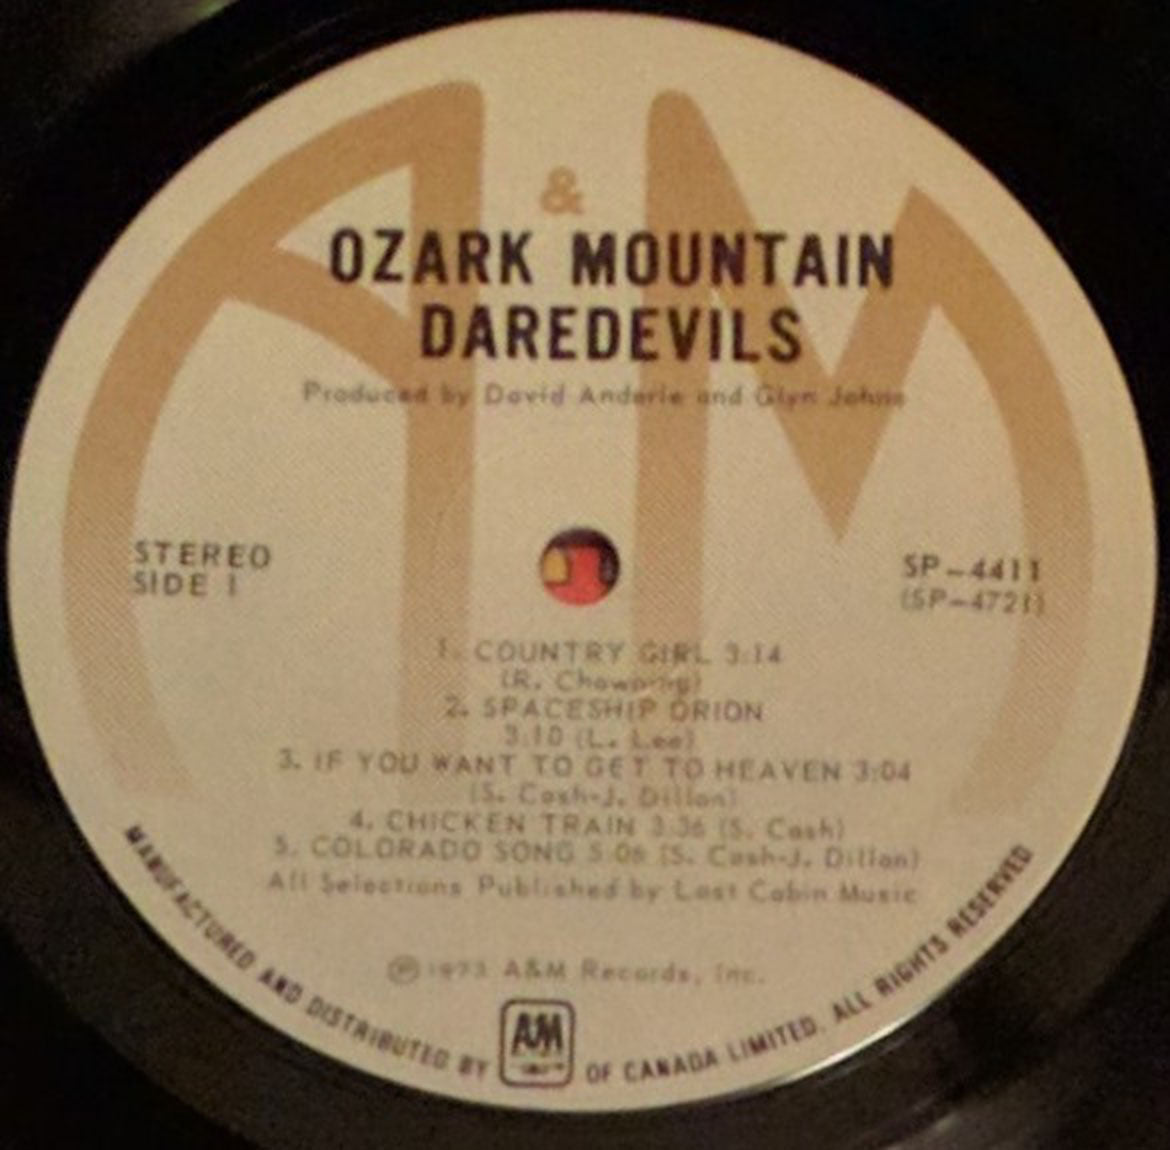 A & M
OZARK MOUNTAIN
DAREDEVILS
Produced by David Anderle and Glyn Johns
STEREO
SIDE 1
SP-4411
(SP-4721)
1. COUNTRY GIRL 3:14
(R. Chowning)
2. SPACESHIP ORION
3:10 (L. Lee)
3. IF YOU WANT TO GET TO HEAVEN 3:04
(S. Cash-J. Dillon)
4. CHICKEN TRAIN 3:36 (S. Cash)
5. COLORADO SONG 5:06 (S. Cash-J. Dillon)
All Selections Published by Lost Cabin Music
Ⓟ 1973 A&M Records, Inc.
MANUFACTURED AND DISTRIBUTED BY A&M OF CANADA LIMITED. ALL RIGHTS RESERVED